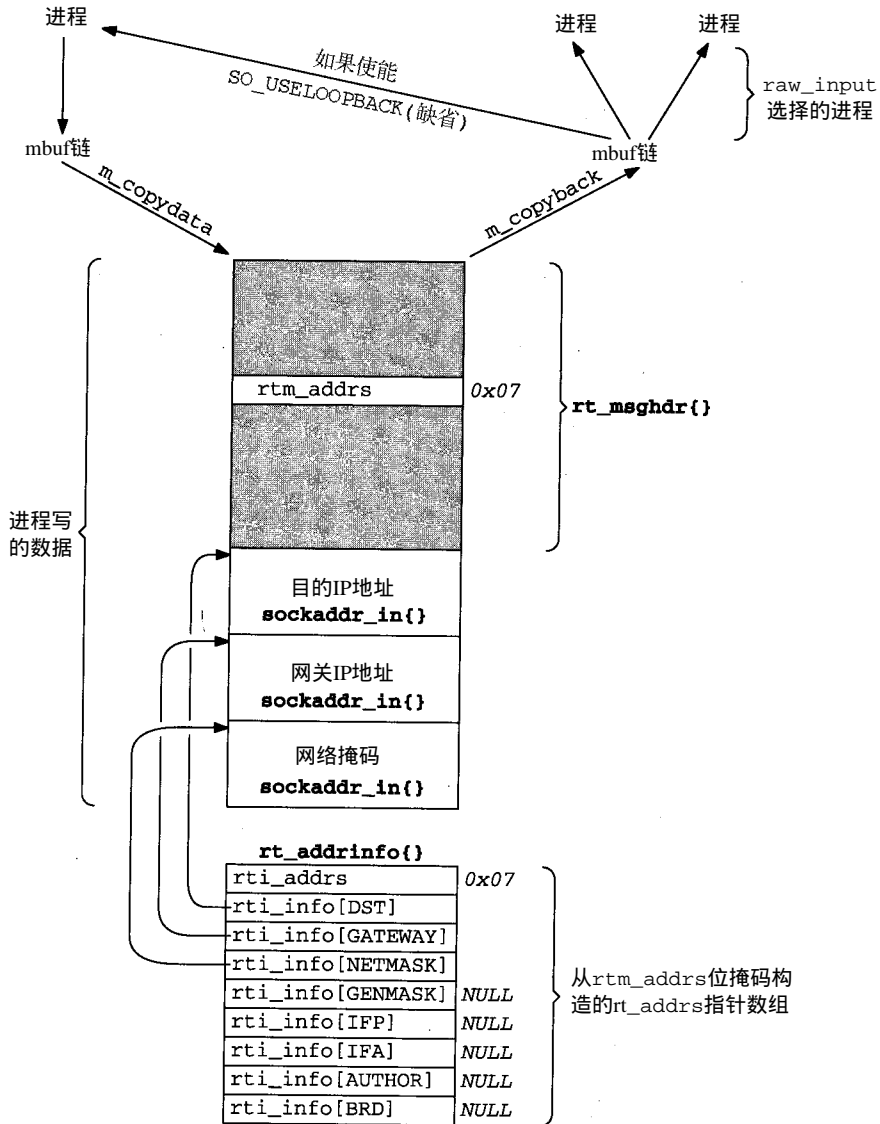 进程
进程
进程
如果使能
SO_USELOOPBACK(缺省)
raw_input
选择的进程
mbuf链
mbuf链
m_copydata
m_copyback
rtm_addrs
0x07
rt_msghdr{}
进程写
的数据
目的IP地址
sockaddr_in{}
网关IP地址
sockaddr_in{}
网络掩码
sockaddr_in{}
rt_addrinfo{}
rti_addrs
0x07
rti_info[DST]
rti_info[GATEWAY]
rti_info[NETMASK]
rti_info[GENMASK]
NULL
rti_info[IFP]
NULL
rti_info[IFA]
NULL
rti_info[AUTHOR]
NULL
rti_info[BRD]
NULL
从rtm_addrs位掩码构
造的rt_addrs指针数组